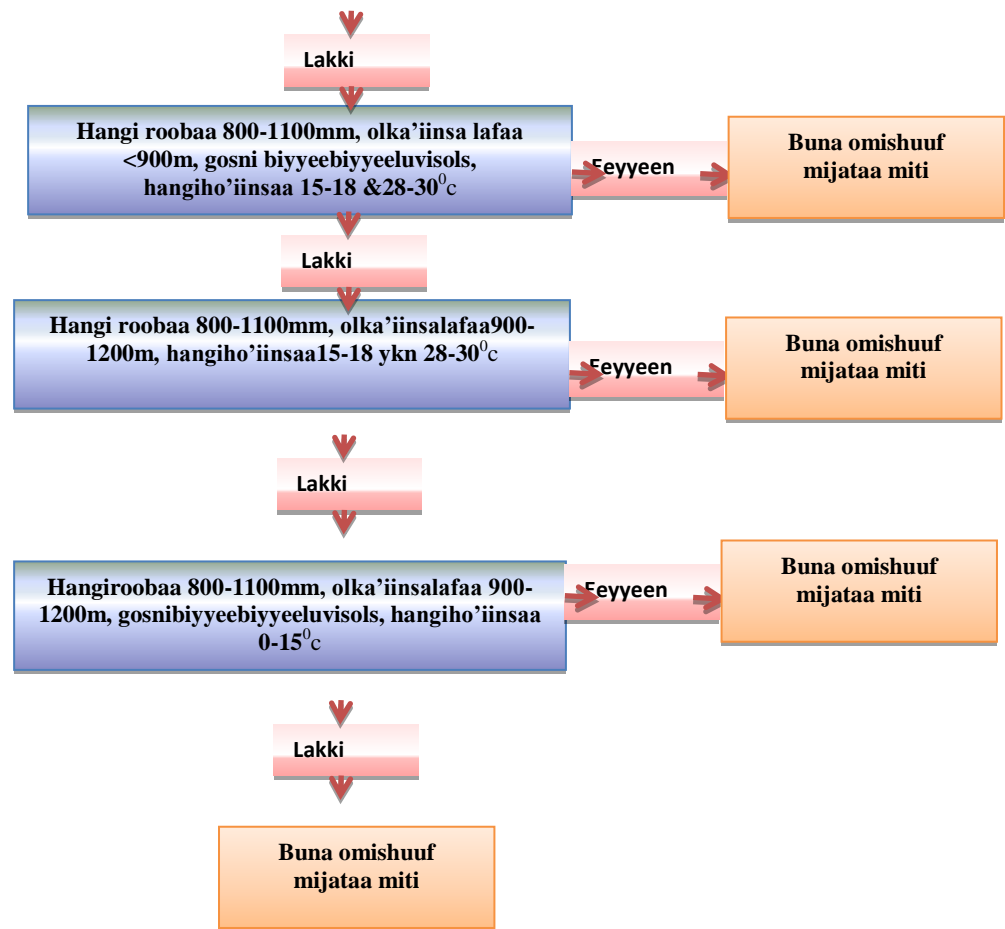 Lakki
Hangi roobaa 800-1100mm, olka'iinsa lafaa
<900m, gosni biyyeebiyyeeluvisols,
hangiho'iinsaa 15-18 &28-30⁰c
Eeyyeen
Buna omishuuf
mijataa miti
Lakki
Hangi roobaa 800-1100mm, olka'iinsalafaa900-
1200m, hangiho'iinsaa15-18 ykn 28-30⁰c
Eeyyeen
Buna omishuuf
mijataa miti
Lakki
Hangiroobaa 800-1100mm, olka'iinsalafaa 900-
1200m, gosnibiyyeebiyyeeluvisols, hangiho'iinsaa
0-15⁰c
Eeyyeen
Buna omishuuf
mijataa miti
Lakki
Buna omishuuf
mijataa miti